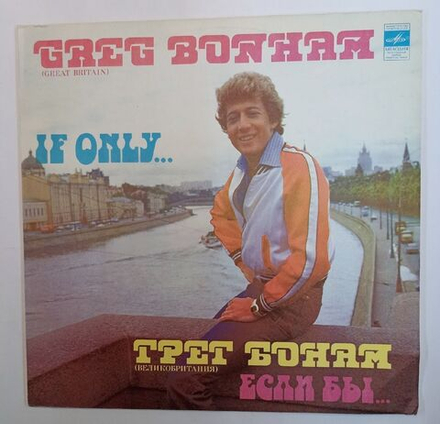 GREG BONHAM
(GREAT BRITAIN)
IF ONLY...
ГРЕГ БОНАМ
(ВЕЛИКОБРИТАНИЯ)
ЕСЛИ БЫ...